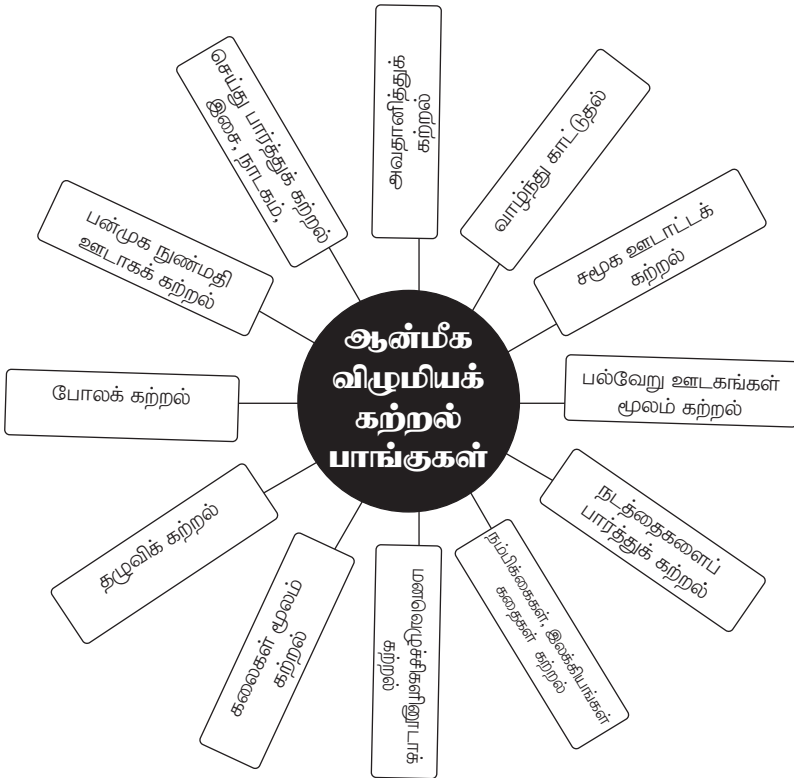 ஆன்மீக
விழுமியக்
கற்றல்
பாங்குகள்
அவதானித்துக்
கற்றல்
வாழ்ந்து காட்டுதல்
சமூக ஊடாட்டக்
கற்றல்
பல்வேறு ஊடகங்கள்
மூலம் கற்றல்
நடத்தைகளைப்
பார்த்துக் கற்றல்
நம்பிக்கைகள், இலக்கியங்கள்
கதைகள் கற்றல்
மனவெழுச்சிகளினூடாக்
கற்றல்
கலைகள் மூலம்
கற்றல்
தழுவிக் கற்றல்
போலக் கற்றல்
பன்முக நுண்மதி
ஊடாகக் கற்றல்
செய்து பார்த்துக் கற்றல்
இசை, நாடகம்,